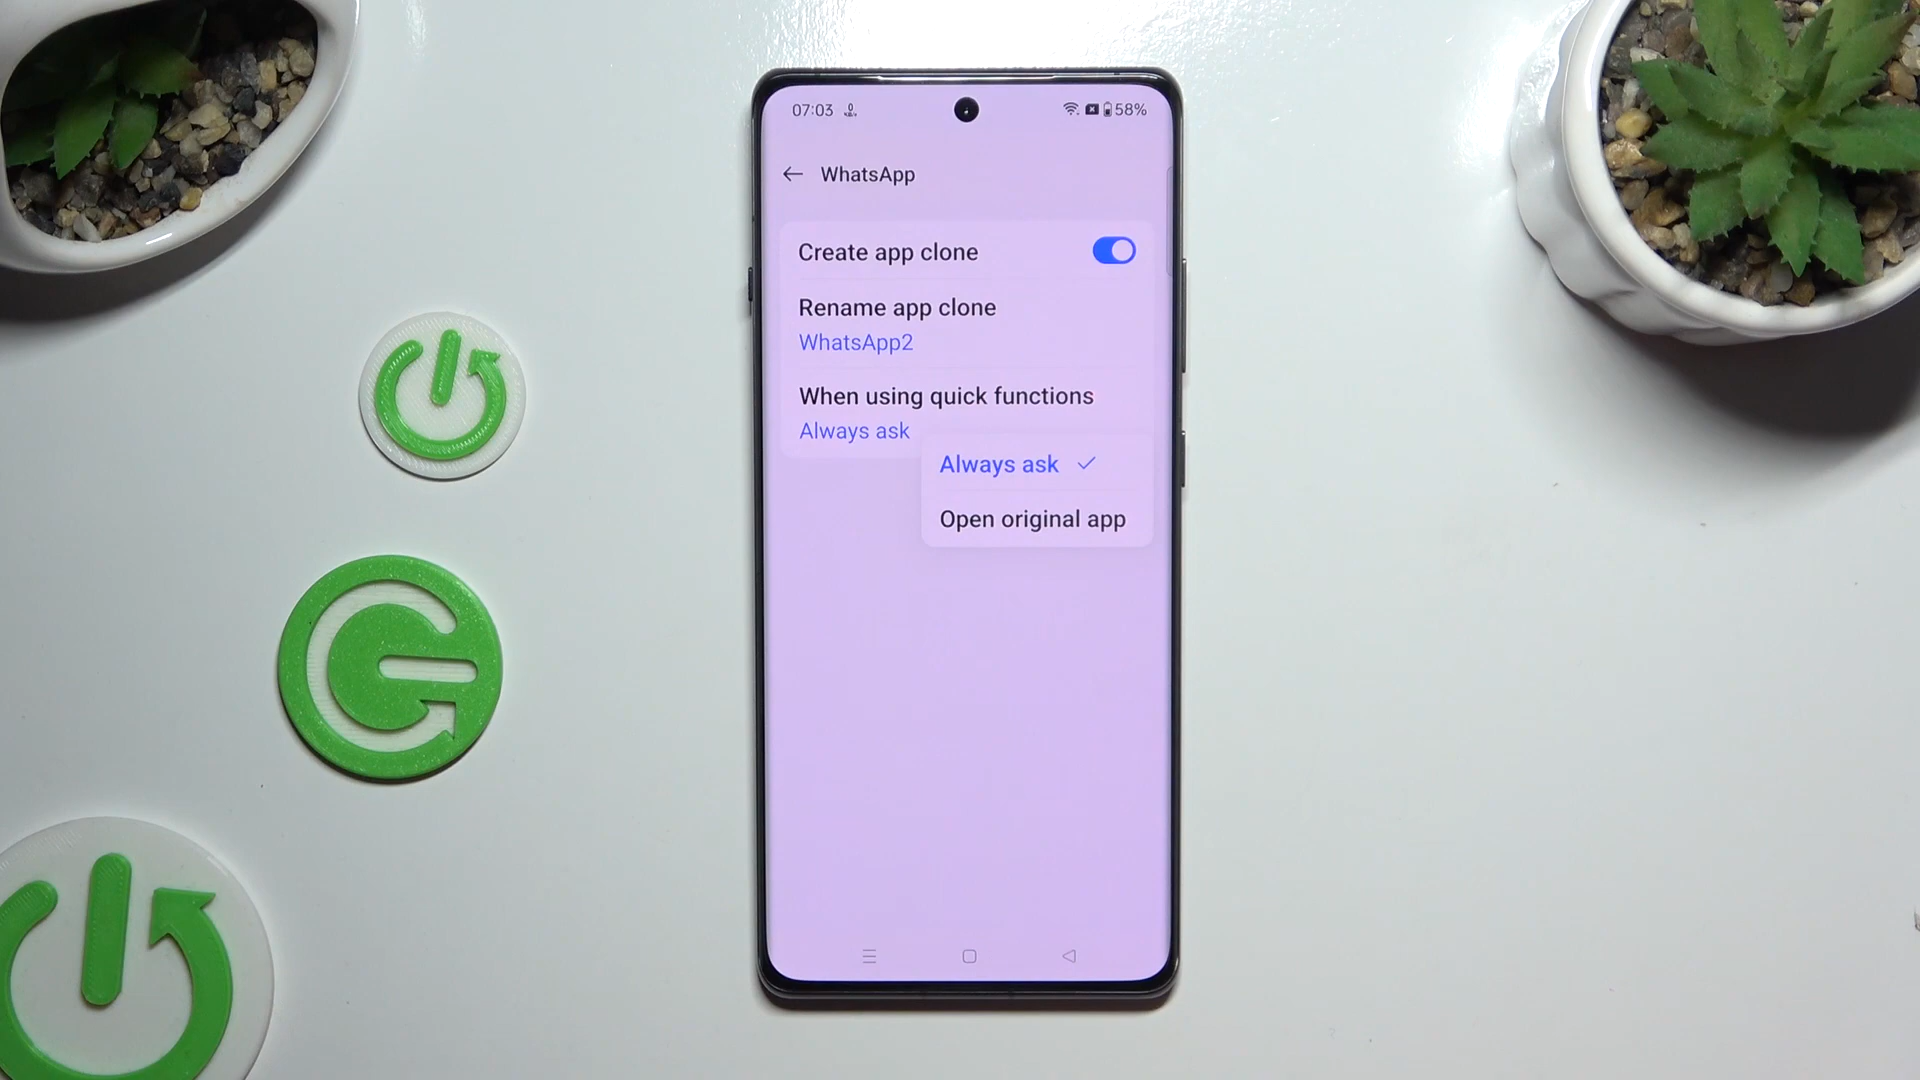 07:03
58%
WhatsApp
Create app clone
Rename app clone
WhatsApp2
When using quick functions
Always ask
Always ask
Open original app